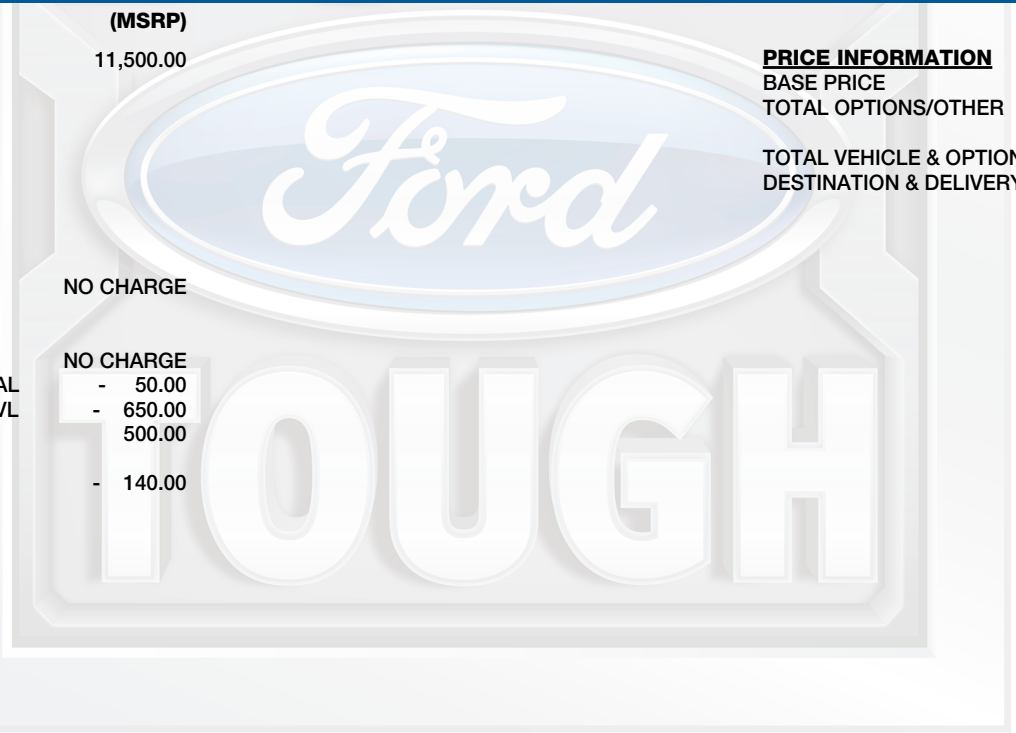 (MSRP)
11,500.00
NO CHARGE
NO CHARGE
AL - 50.00
VL - 650.00
500.00
- 140.00
PRICE INFORMATION
BASE PRICE
TOTAL OPTIONS/OTHER
TOTAL VEHICLE & OPTION
DESTINATION & DELIVERY
Ford
TOUGH